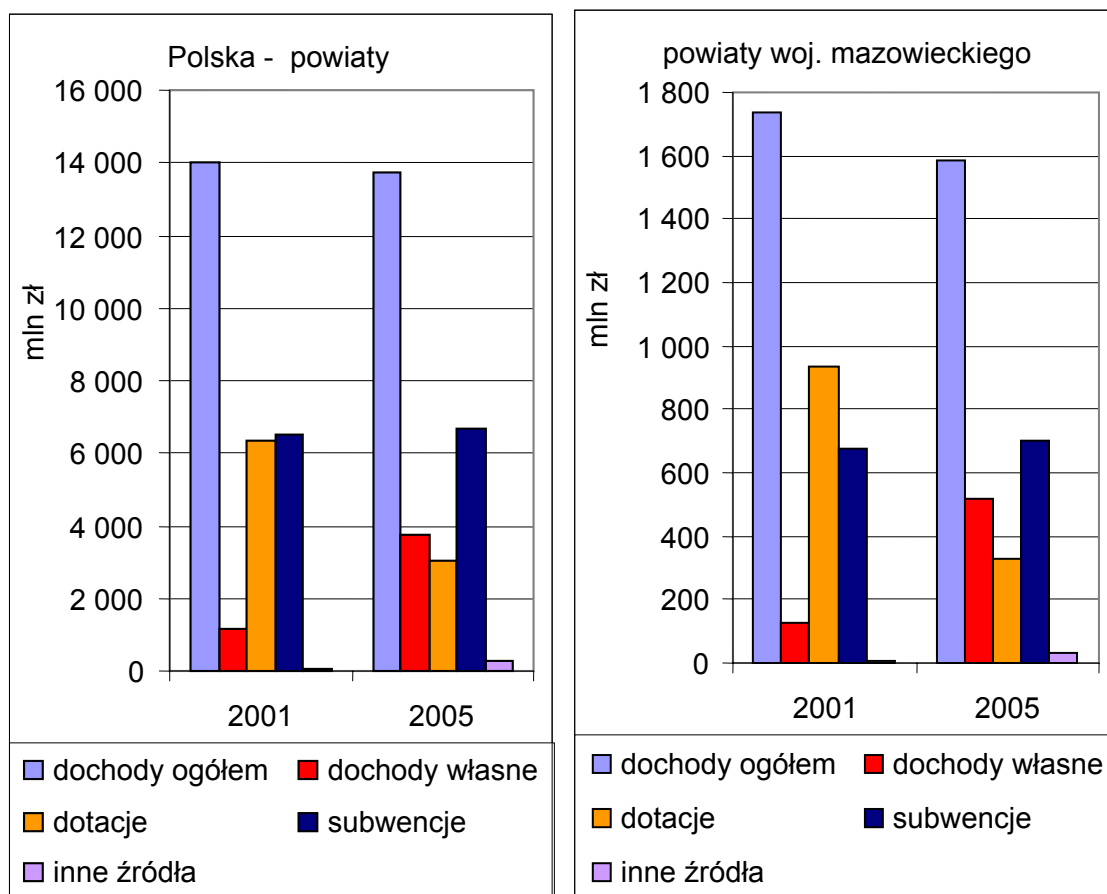 Polska - powiaty
16 000
14 000
12 000
10 000
8 000
6 000
4 000
2 000
0
mln zł
2001 2005
dochody ogółem dochody własne
dotacje subwencje
inne źródła
powiaty woj. mazowieckiego
1 800
1 600
1 400
1 200
1 000
800
600
400
200
0
mln zł
2001 2005
dochody ogółem dochody własne
dotacje subwencje
inne źródła